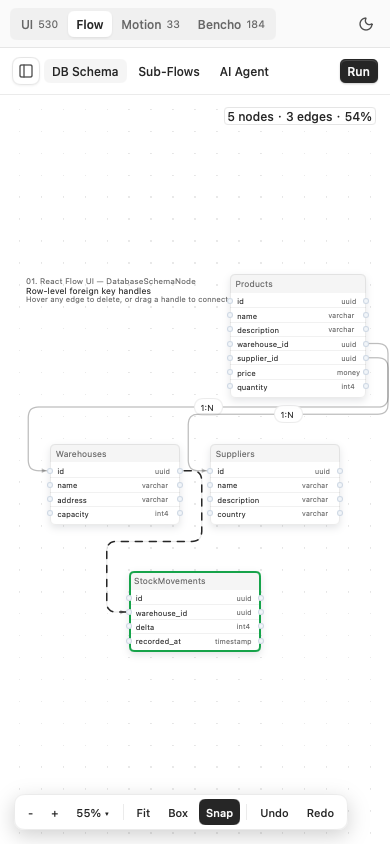 UI 530 Flow Motion 33 Bencho 184
DB Schema Sub-Flows AI Agent Run
5 nodes · 3 edges · 54%
01. React Flow UI — DatabaseSchemaNode
Row-level foreign key handles
Hover any edge to delete, or drag a handle to connect
Products
id uuid
name varchar
description varchar
warehouse_id uuid
supplier_id uuid
price money
quantity int4
1:N
1:N
Warehouses
id uuid
name varchar
address varchar
capacity int4
Suppliers
id uuid
name varchar
description varchar
country varchar
StockMovements
id uuid
warehouse_id uuid
delta int4
recorded_at timestamp
- + 55% ▾ Fit Box Snap Undo Redo